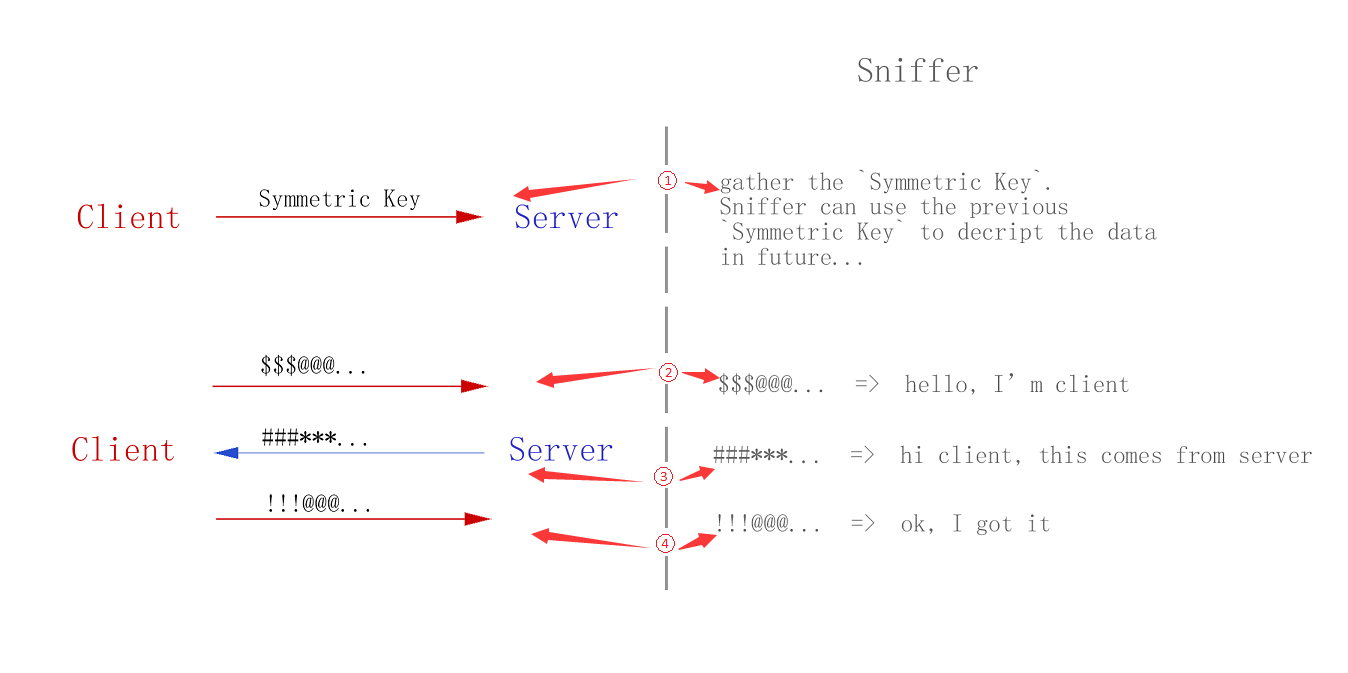 Sniffer
Symmetric Key
Client
Server
①
gather the `Symmetric Key`.
Sniffer can use the previous
`Symmetric Key` to decript the data
in future...
$$$@@@...
②
$$$@@@... => hello, I’m client
Client
###***...
Server
③
###***... => hi client, this comes from server
!!!@@@...
④
!!!@@@... => ok, I got it